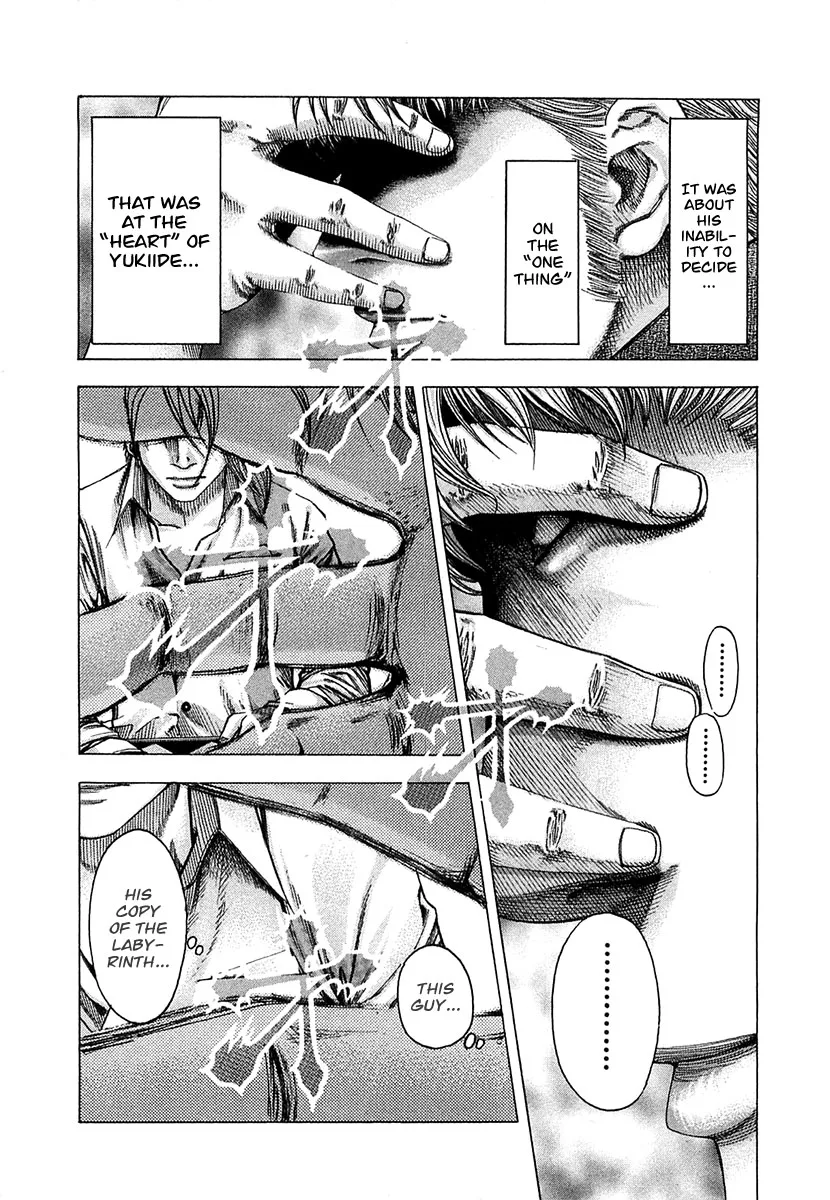 IT WAS
ABOUT
HIS
INABIL-
ITY TO
DECIDE
...
ON
THE
"ONE
THING"
THAT WAS
AT THE
"HEART" OF
YUKIIDE...
........
.......
............
THIS
GUY...
HIS
COPY
OF THE
LABY-
RINTH...